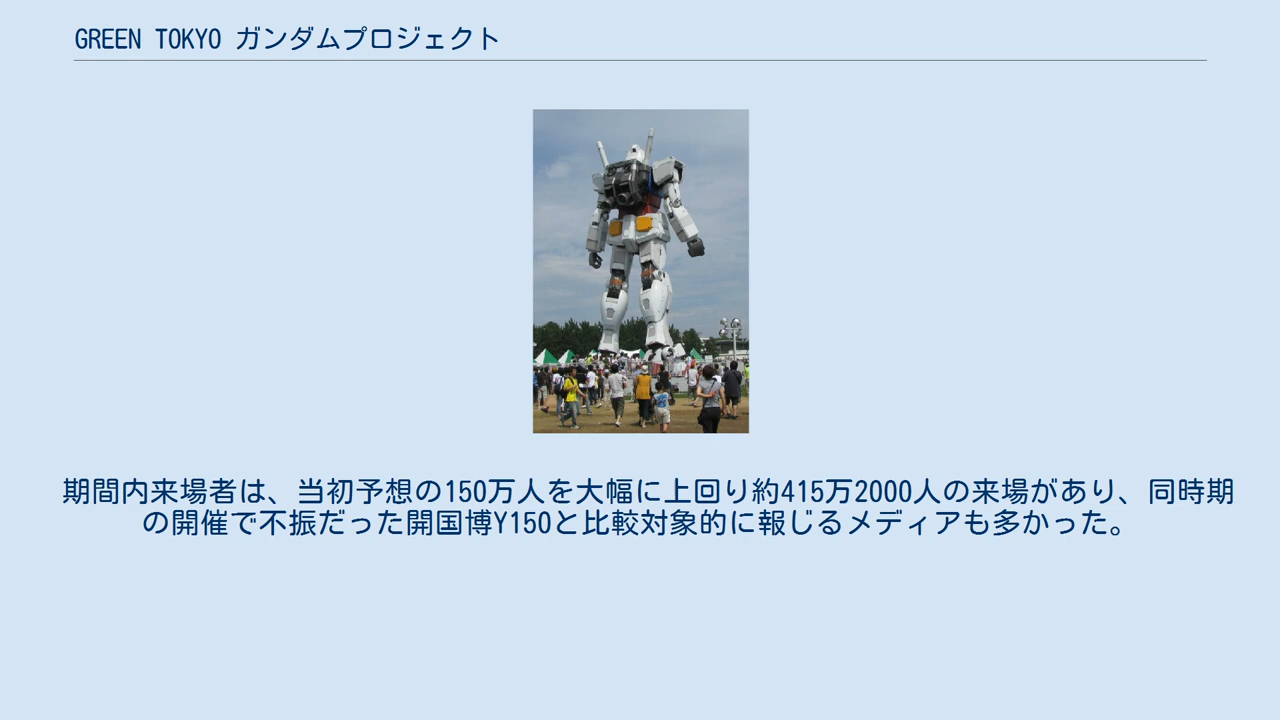 GREEN TOKYO ガンダムプロジェクト
期間内来場者は、当初予想の150万人を大幅に上回り約415万2000人の来場があり、同時期
の開催で不振だった開国博Y150と比較対象的に報じるメディアも多かった。